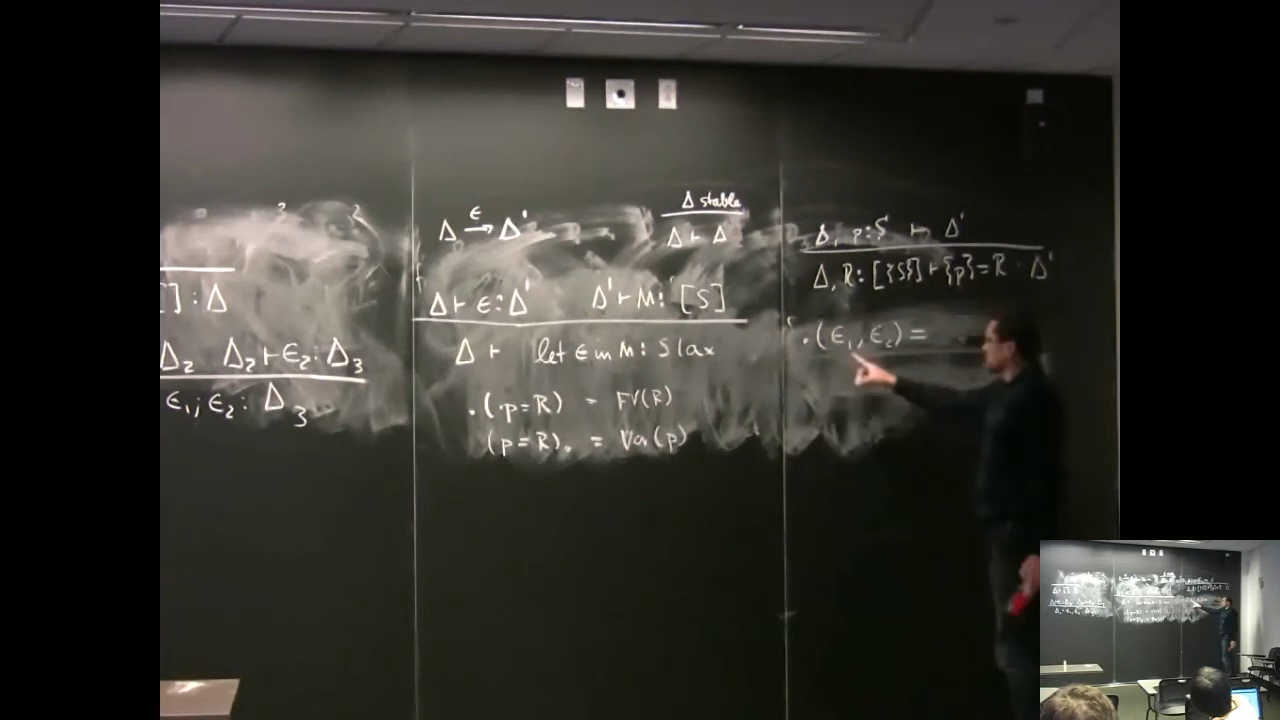 [ ] : Δ
Δ₂ Δ₂ ⊢ ε₂ : Δ₃
ε₁; ε₂ : Δ₃
Δ →^ε Δ'
Δ stable
Δ ⊢ Δ
Δ ⊢ ε : Δ' Δ' ⊢ M : [S]
Δ ⊢ let ε in M : S lax
•(p=R) = FV(R)
(p=R)• = Var(p)
Δ, p:S ⊢ Δ'
Δ, R:[{S}] ⊢ {p}=R : Δ'
•(ε₁, ε₂) =